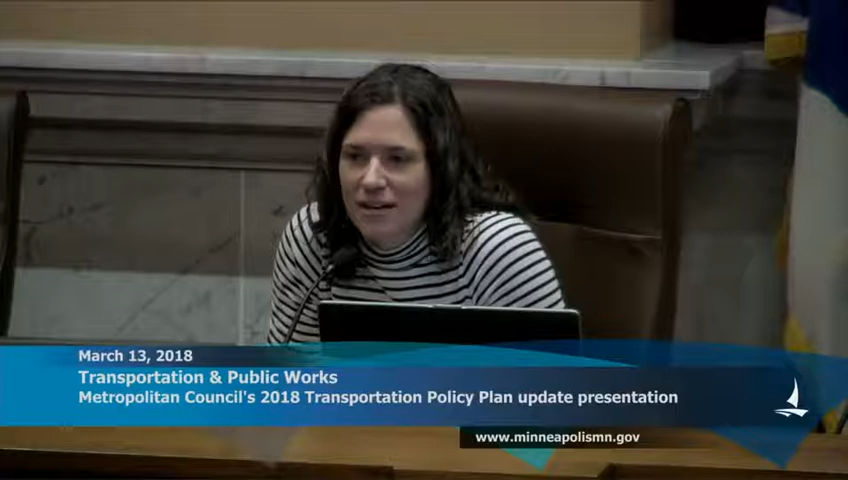 March 13, 2018
Transportation & Public Works
Metropolitan Council's 2018 Transportation Policy Plan update presentation
www.minneapolismn.gov